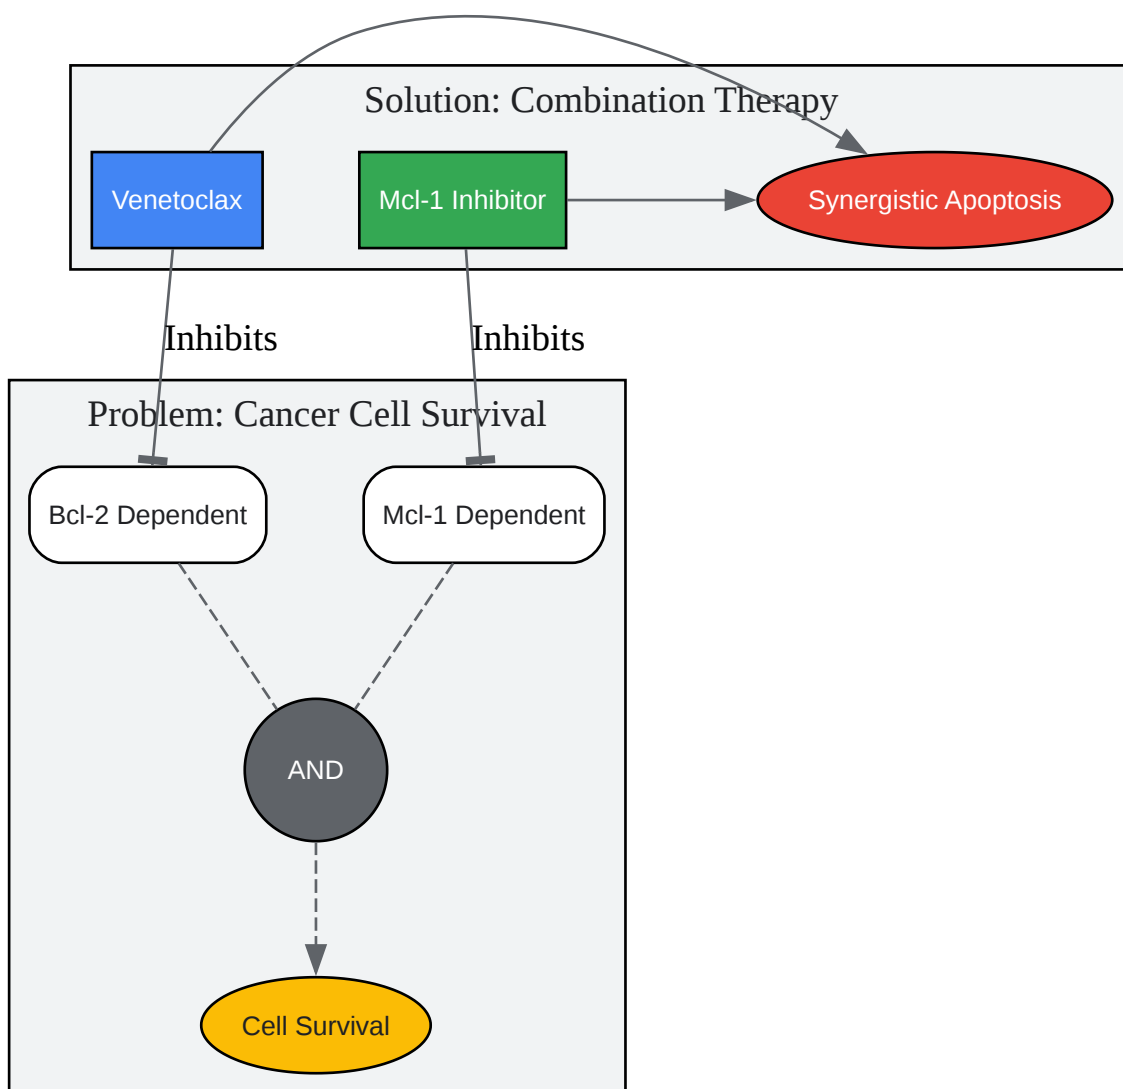 Solution: Combination Therapy
Venetoclax
Mcl-1 Inhibitor
Synergistic Apoptosis
Inhibits
Inhibits
Problem: Cancer Cell Survival
Bcl-2 Dependent
Mcl-1 Dependent
AND
Cell Survival